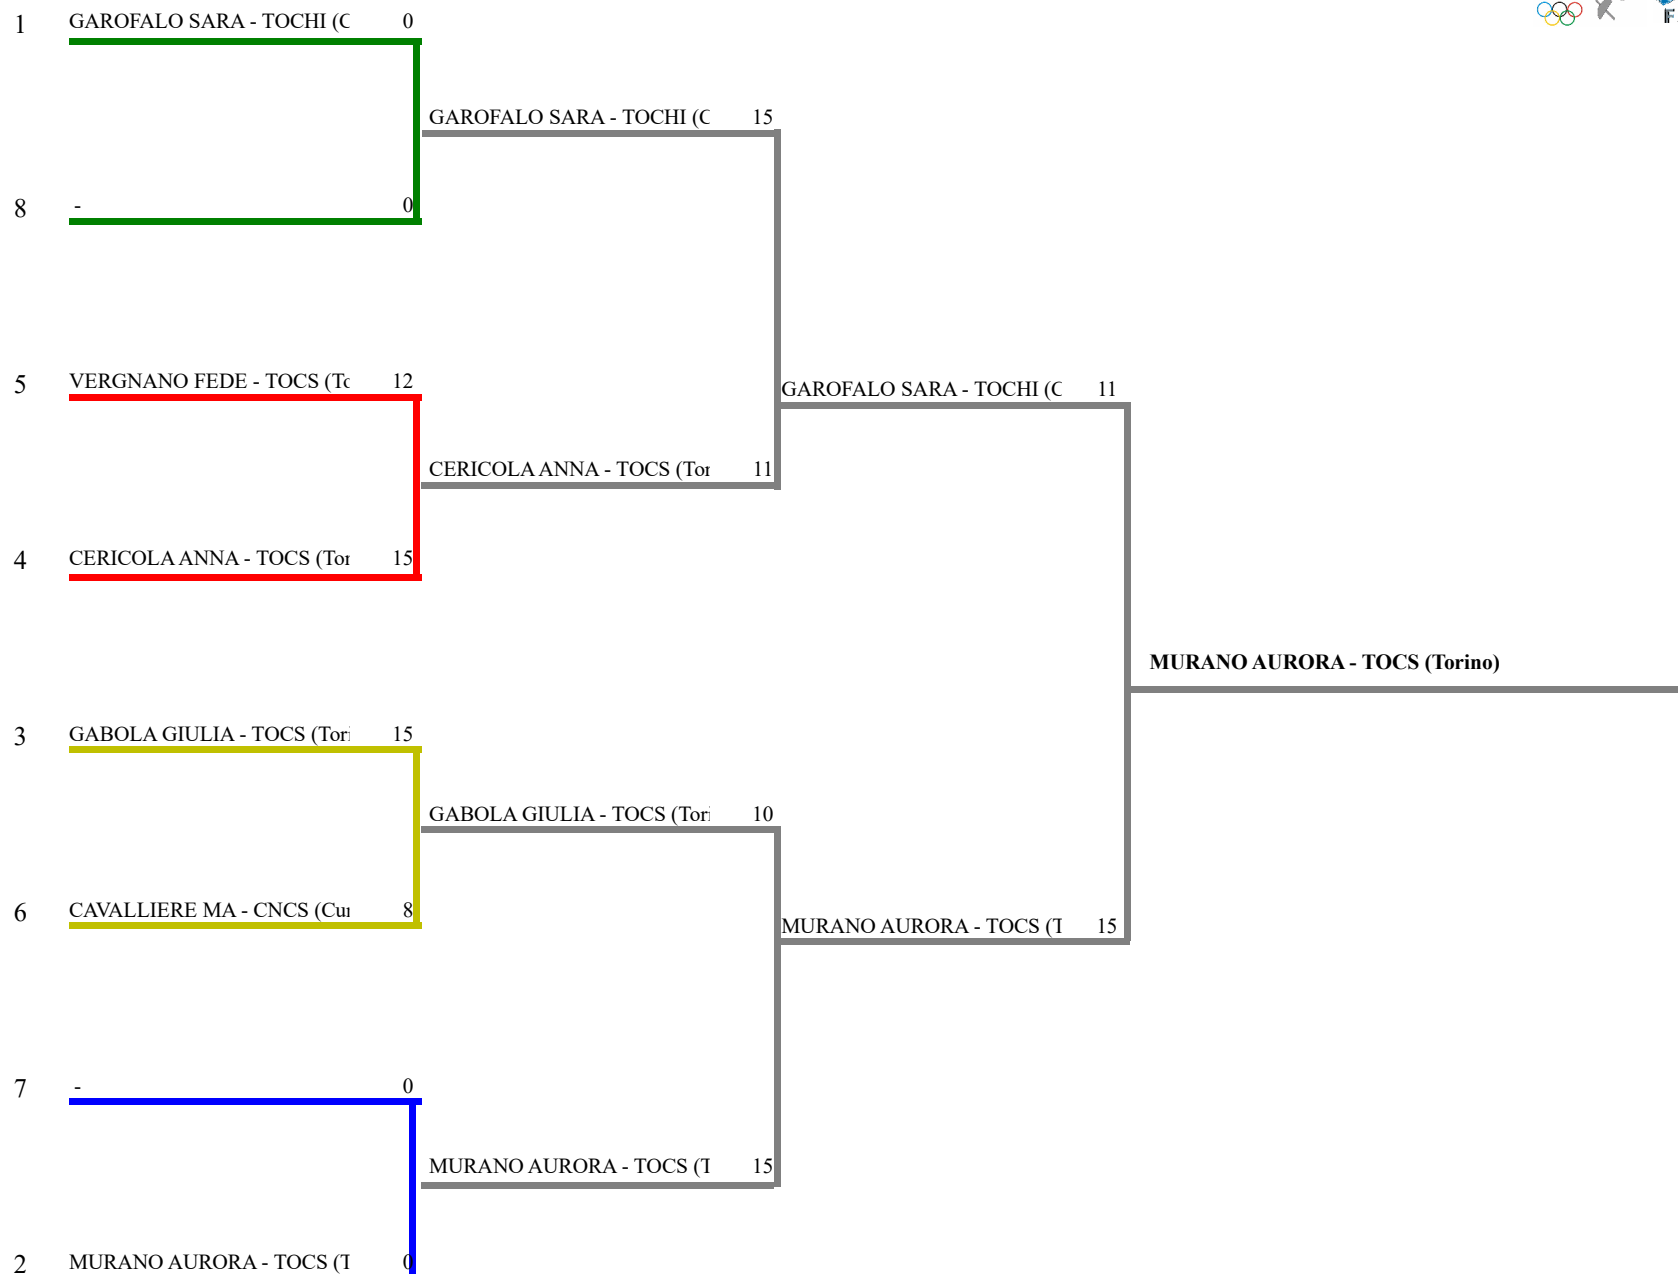 1 GAROFALO SARA - TOCHI (C 0
GAROFALO SARA - TOCHI (C 15
8 - 0
5 VERGNANO FEDE - TOCS (To 12
GAROFALO SARA - TOCHI (C 11
CERICOLA ANNA - TOCS (Tor 11
4 CERICOLA ANNA - TOCS (Tor 15
MURANO AURORA - TOCS (Torino)
3 GABOLA GIULIA - TOCS (Tori 15
GABOLA GIULIA - TOCS (Tori 10
6 CAVALLIERE MA - CNCS (Cu 8
MURANO AURORA - TOCS (T 15
7 - 0
MURANO AURORA - TOCS (T 15
2 MURANO AURORA - TOCS (T 0